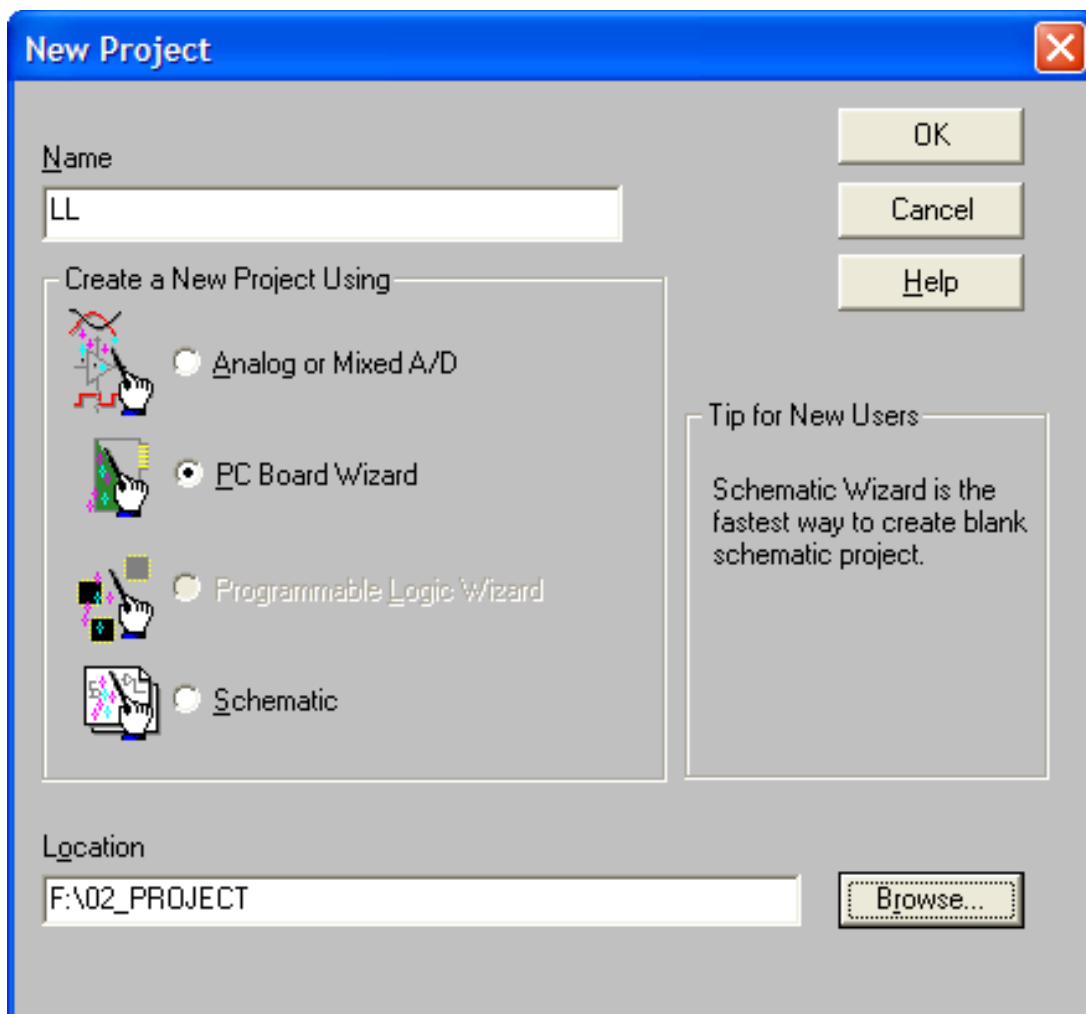 New Project
Name
LL
OK
Cancel
Help
Create a New Project Using
Analog or Mixed A/D
PC Board Wizard
Programmable Logic Wizard
Schematic
Tip for New Users
Schematic Wizard is the
fastest way to create blank
schematic project.
Location
F:\02_PROJECT
Browse...